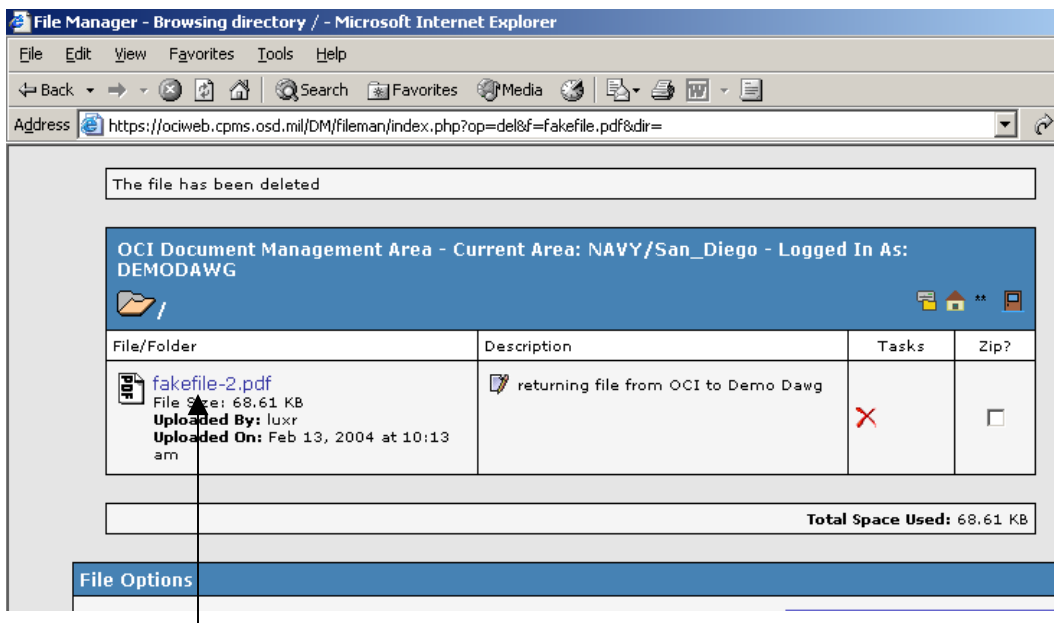 File Manager - Browsing directory / - Microsoft Internet Explorer
File Edit View Favorites Tools Help
Back Search Favorites Media
Address https://ociweb.cpms.osd.mil/DM/fileman/index.php?op=del&f=fakefile.pdf&dir=
The file has been deleted
OCI Document Management Area - Current Area: NAVY/San_Diego - Logged
In As:
DEMODAWG
/
**
File/Folder Description Tasks Zip?
PDF fakefile-2.pdf returning file from OCI to Demo Dawg
File Size: 68.61 KB
Uploaded By: luxr
Uploaded On: Feb 13, 2004 at 10:13
am
Total Space Used: 68.61 KB
File Options